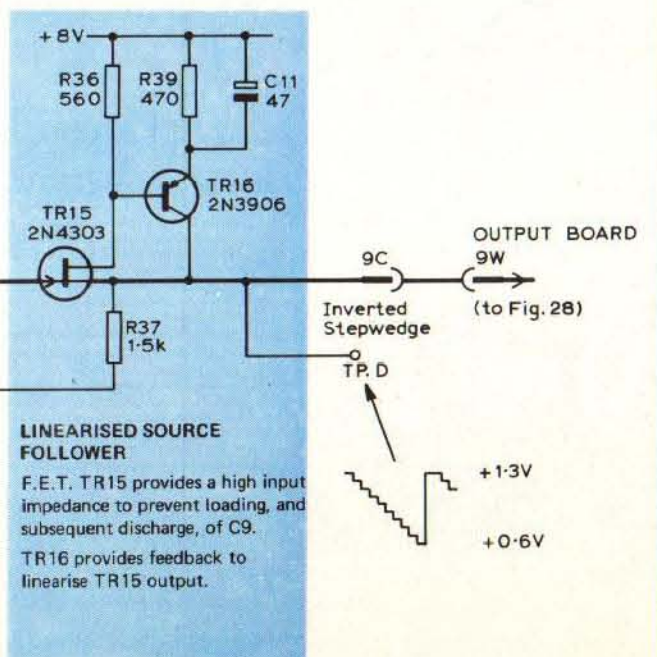 +8V
R36
560
R39
470
C11
47
TR16
2N3906
TR15
2N4303
R37
1·5k
9C
Inverted
Stepwedge
TP. D
OUTPUT BOARD
9W
(to Fig. 28)
+1·3V
+0·6V
LINEARISED SOURCE
FOLLOWER
F.E.T. TR15 provides a high input
impedance to prevent loading, and
subsequent discharge, of C9.
TR16 provides feedback to
linearise TR15 output.